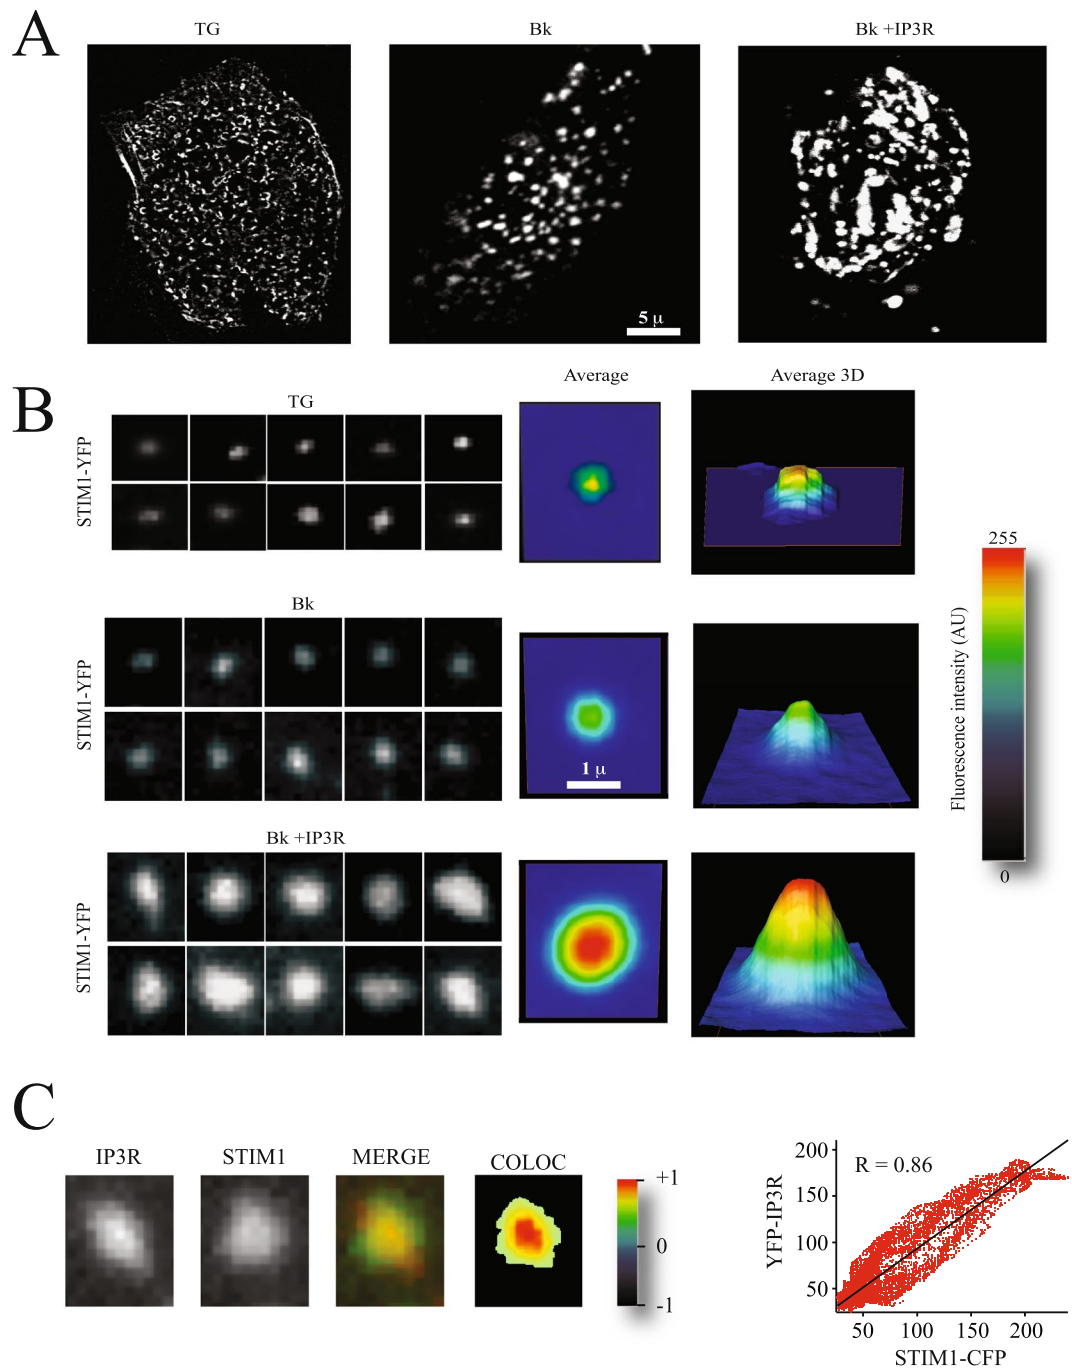 A
TG
Bk
Bk +IP3R
5 µ
B
Average
Average 3D
TG
STIM1-YFP
Bk
STIM1-YFP
1 µ
Bk +IP3R
STIM1-YFP
255
Fluorescence intensity (AU)
0
C
IP3R
STIM1
MERGE
COLOC
+1
0
-1
R = 0.86
YFP-IP3R
200
150
100
50
50
100
150
200
STIM1-CFP